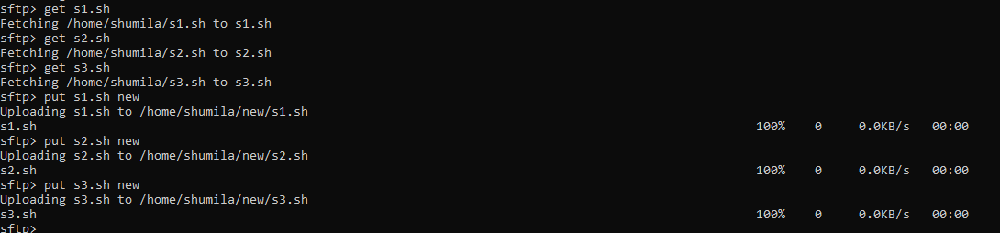 sftp> get s1.sh
Fetching /home/shumila/s1.sh to s1.sh
sftp> get s2.sh
Fetching /home/shumila/s2.sh to s2.sh
sftp> get s3.sh
Fetching /home/shumila/s3.sh to s3.sh
sftp> put s1.sh new
Uploading s1.sh to /home/shumila/new/s1.sh
s1.sh 100% 0 0.0KB/s 00:00
sftp> put s2.sh new
Uploading s2.sh to /home/shumila/new/s2.sh
s2.sh 100% 0 0.0KB/s 00:00
sftp> put s3.sh new
Uploading s3.sh to /home/shumila/new/s3.sh
s3.sh 100% 0 0.0KB/s 00:00
sftp>